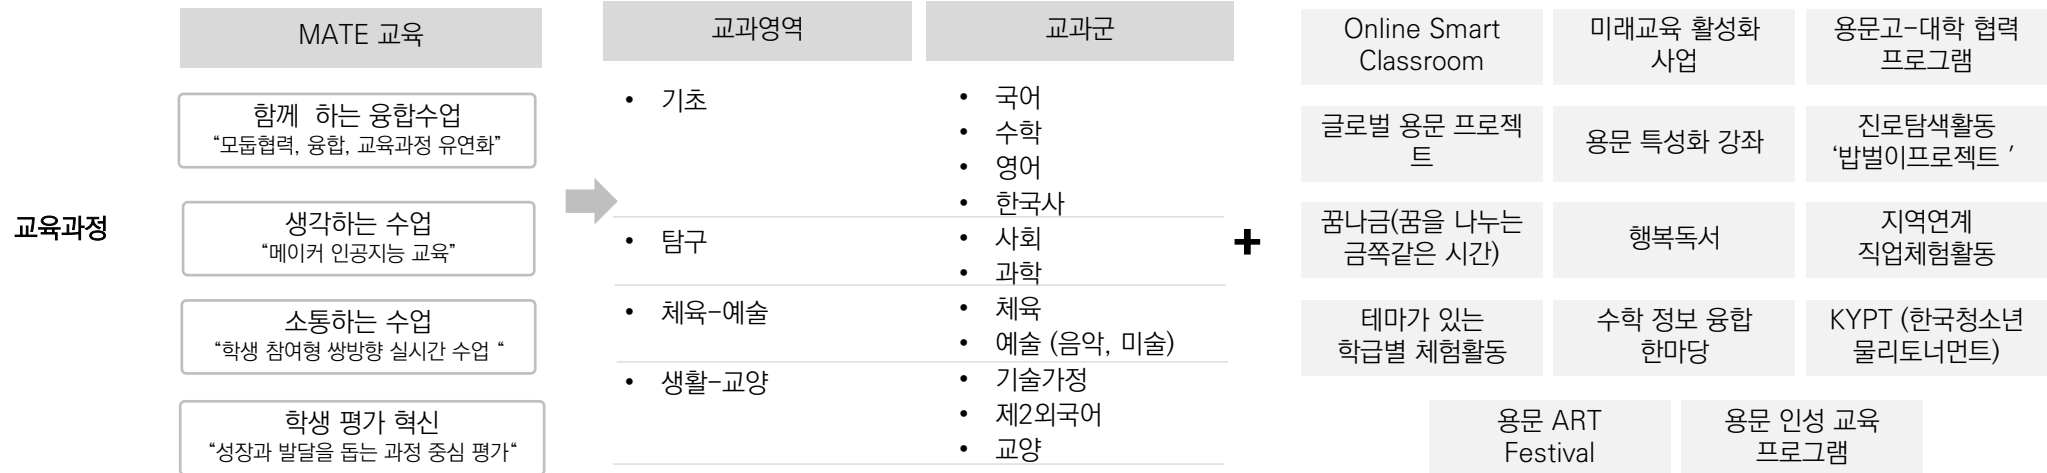 교육과정
MATE 교육
함께 하는 융합수업
“모둠협력, 융합, 교육과정 유연화”
생각하는 수업
“메이커 인공지능 교육”
소통하는 수업
“학생 참여형 쌍방향 실시간 수업 “
학생 평가 혁신
“성장과 발달을 돕는 과정 중심 평가“
교과영역
교과군
• 기초
• 국어
• 수학
• 영어
• 한국사
• 탐구
• 사회
• 과학
• 체육-예술
• 체육
• 예술 (음악, 미술)
• 생활-교양
• 기술가정
• 제2외국어
• 교양
+
Online Smart
Classroom
미래교육 활성화
사업
용문고-대학 협력
프로그램
글로벌 용문 프로젝
트
용문 특성화 강좌
진로탐색활동
‘밥벌이프로젝트 ’
꿈나금(꿈을 나누는
금쪽같은 시간)
행복독서
지역연계
직업체험활동
테마가 있는
학급별 체험활동
수학 정보 융합
한마당
KYPT (한국청소년
물리토너먼트)
용문 ART
Festival
용문 인성 교육
프로그램